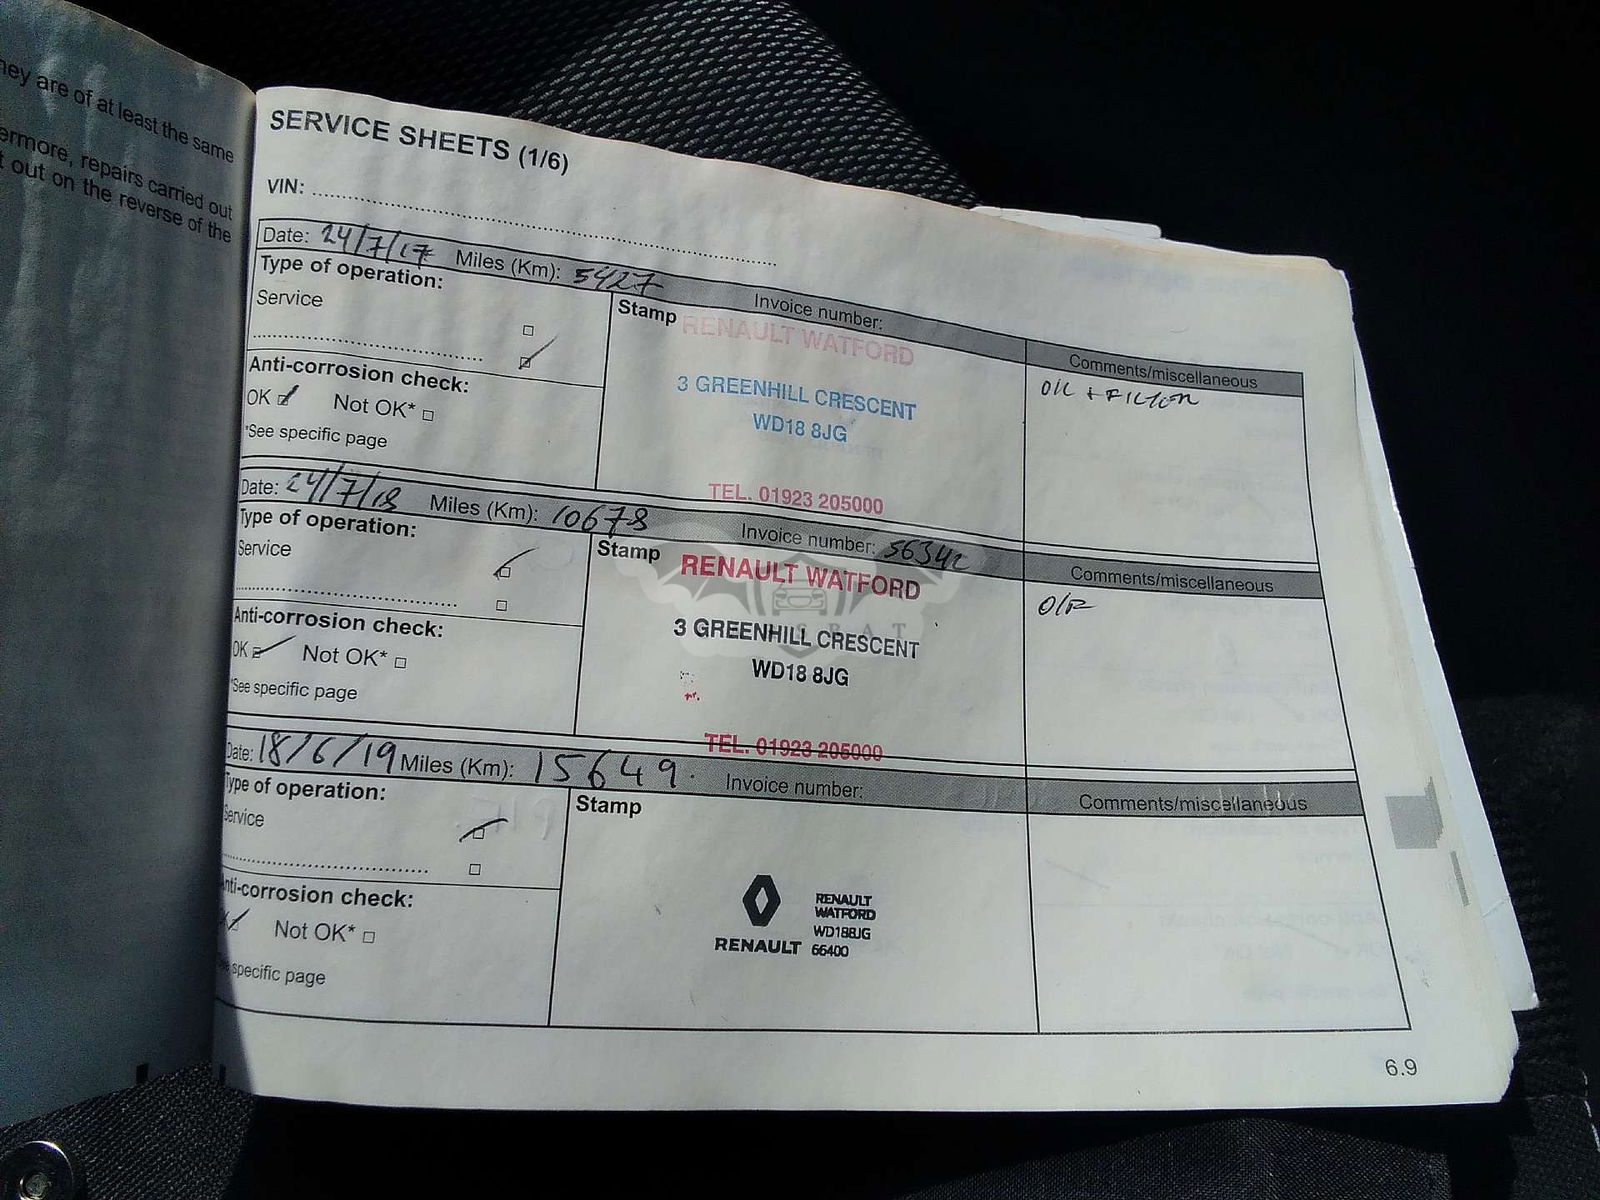 hey are of at least the same
ermore, repairs carried out
t out on the reverse of the
SERVICE SHEETS (1/6)
VIN:
Date: 24/7/17 Miles (Km): 5427 Invoice number:
Type of operation:
Service
Anti-corrosion check:
OK Not OK*
*See specific page
Stamp
RENAULT WATFORD
3 GREENHILL CRESCENT
WD18 8JG
TEL. 01923 205000
Comments/miscellaneous
OIL + FILTER
Date: 24/7/18 Miles (Km): 10678 Invoice number: 56342
Type of operation:
Service
Anti-corrosion check:
OK Not OK*
*See specific page
Stamp
RENAULT WATFORD
3 GREENHILL CRESCENT
WD18 8JG
TEL. 01923 205000
Comments/miscellaneous
O/F
Date: 18/6/19 Miles (Km): 15649. Invoice number:
Type of operation:
Service
nti-corrosion check:
Not OK*
specific page
Stamp
RENAULT
RENAULT
WATFORD
WD188JG
66400
Comments/miscellaneous
6.9